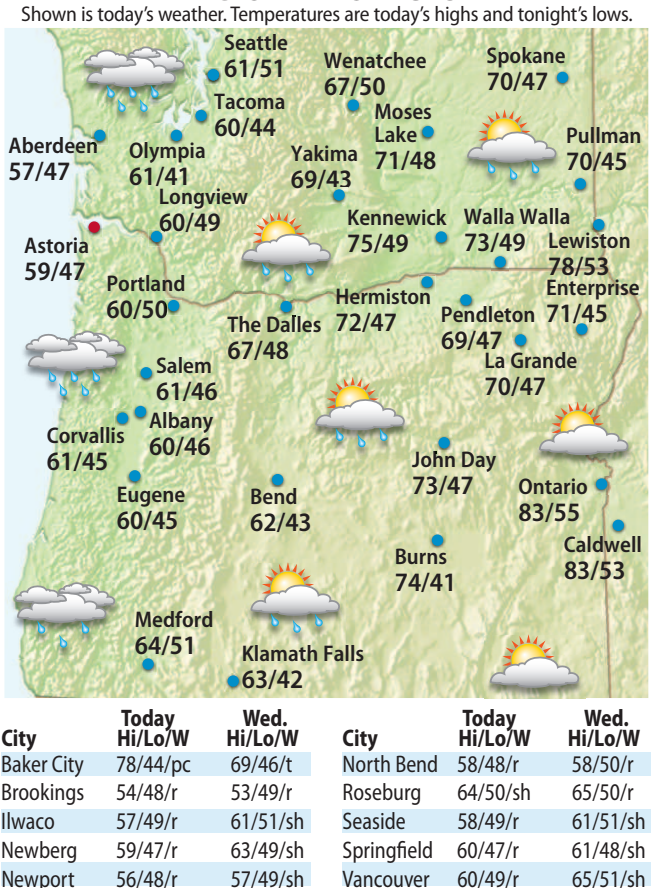 Shown is today's weather. Temperatures are today's highs and tonight's lows.
Seattle
61/51
Wenatchee
67/50
Spokane
70/47
Tacoma
60/44
Moses
Lake
71/48
Aberdeen
57/47
Olympia
61/41
Yakima
69/43
Pullman
70/45
Longview
60/49
Kennewick
75/49
Walla Walla
73/49
Lewiston
78/53
Astoria
59/47
Portland
60/50
The Dalles
67/48
Hermiston
72/47
Pendleton
69/47
Enterprise
71/45
La Grande
70/47
Salem
61/46
Albany
60/46
Corvallis
61/45
Eugene
60/45
Bend
62/43
John Day
73/47
Ontario
83/55
Caldwell
83/53
Burns
74/41
Medford
64/51
Klamath Falls
63/42
Today Wed.
City Hi/Lo/W Hi/Lo/W
Baker City 78/44/pc 69/46/t
Brookings 54/48/r 53/49/r
Ilwaco 57/49/r 61/51/sh
Newberg 59/47/r 63/49/sh
Newport 56/48/r 57/49/sh
Today Wed.
City Hi/Lo/W Hi/Lo/W
North Bend 58/48/r 58/50/r
Roseburg 64/50/sh 65/50/r
Seaside 58/49/r 61/51/sh
Springfield 60/47/r 61/48/sh
Vancouver 60/49/r 65/51/sh